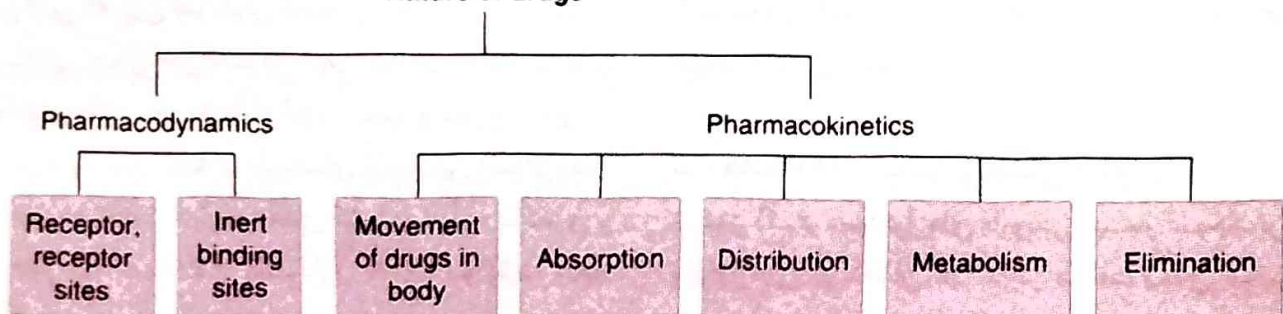 Pharmacodynamics
Pharmacokinetics
Receptor,
receptor
sites
Inert
binding
sites
Movement
of drugs in
body
Absorption
Distribution
Metabolism
Elimination